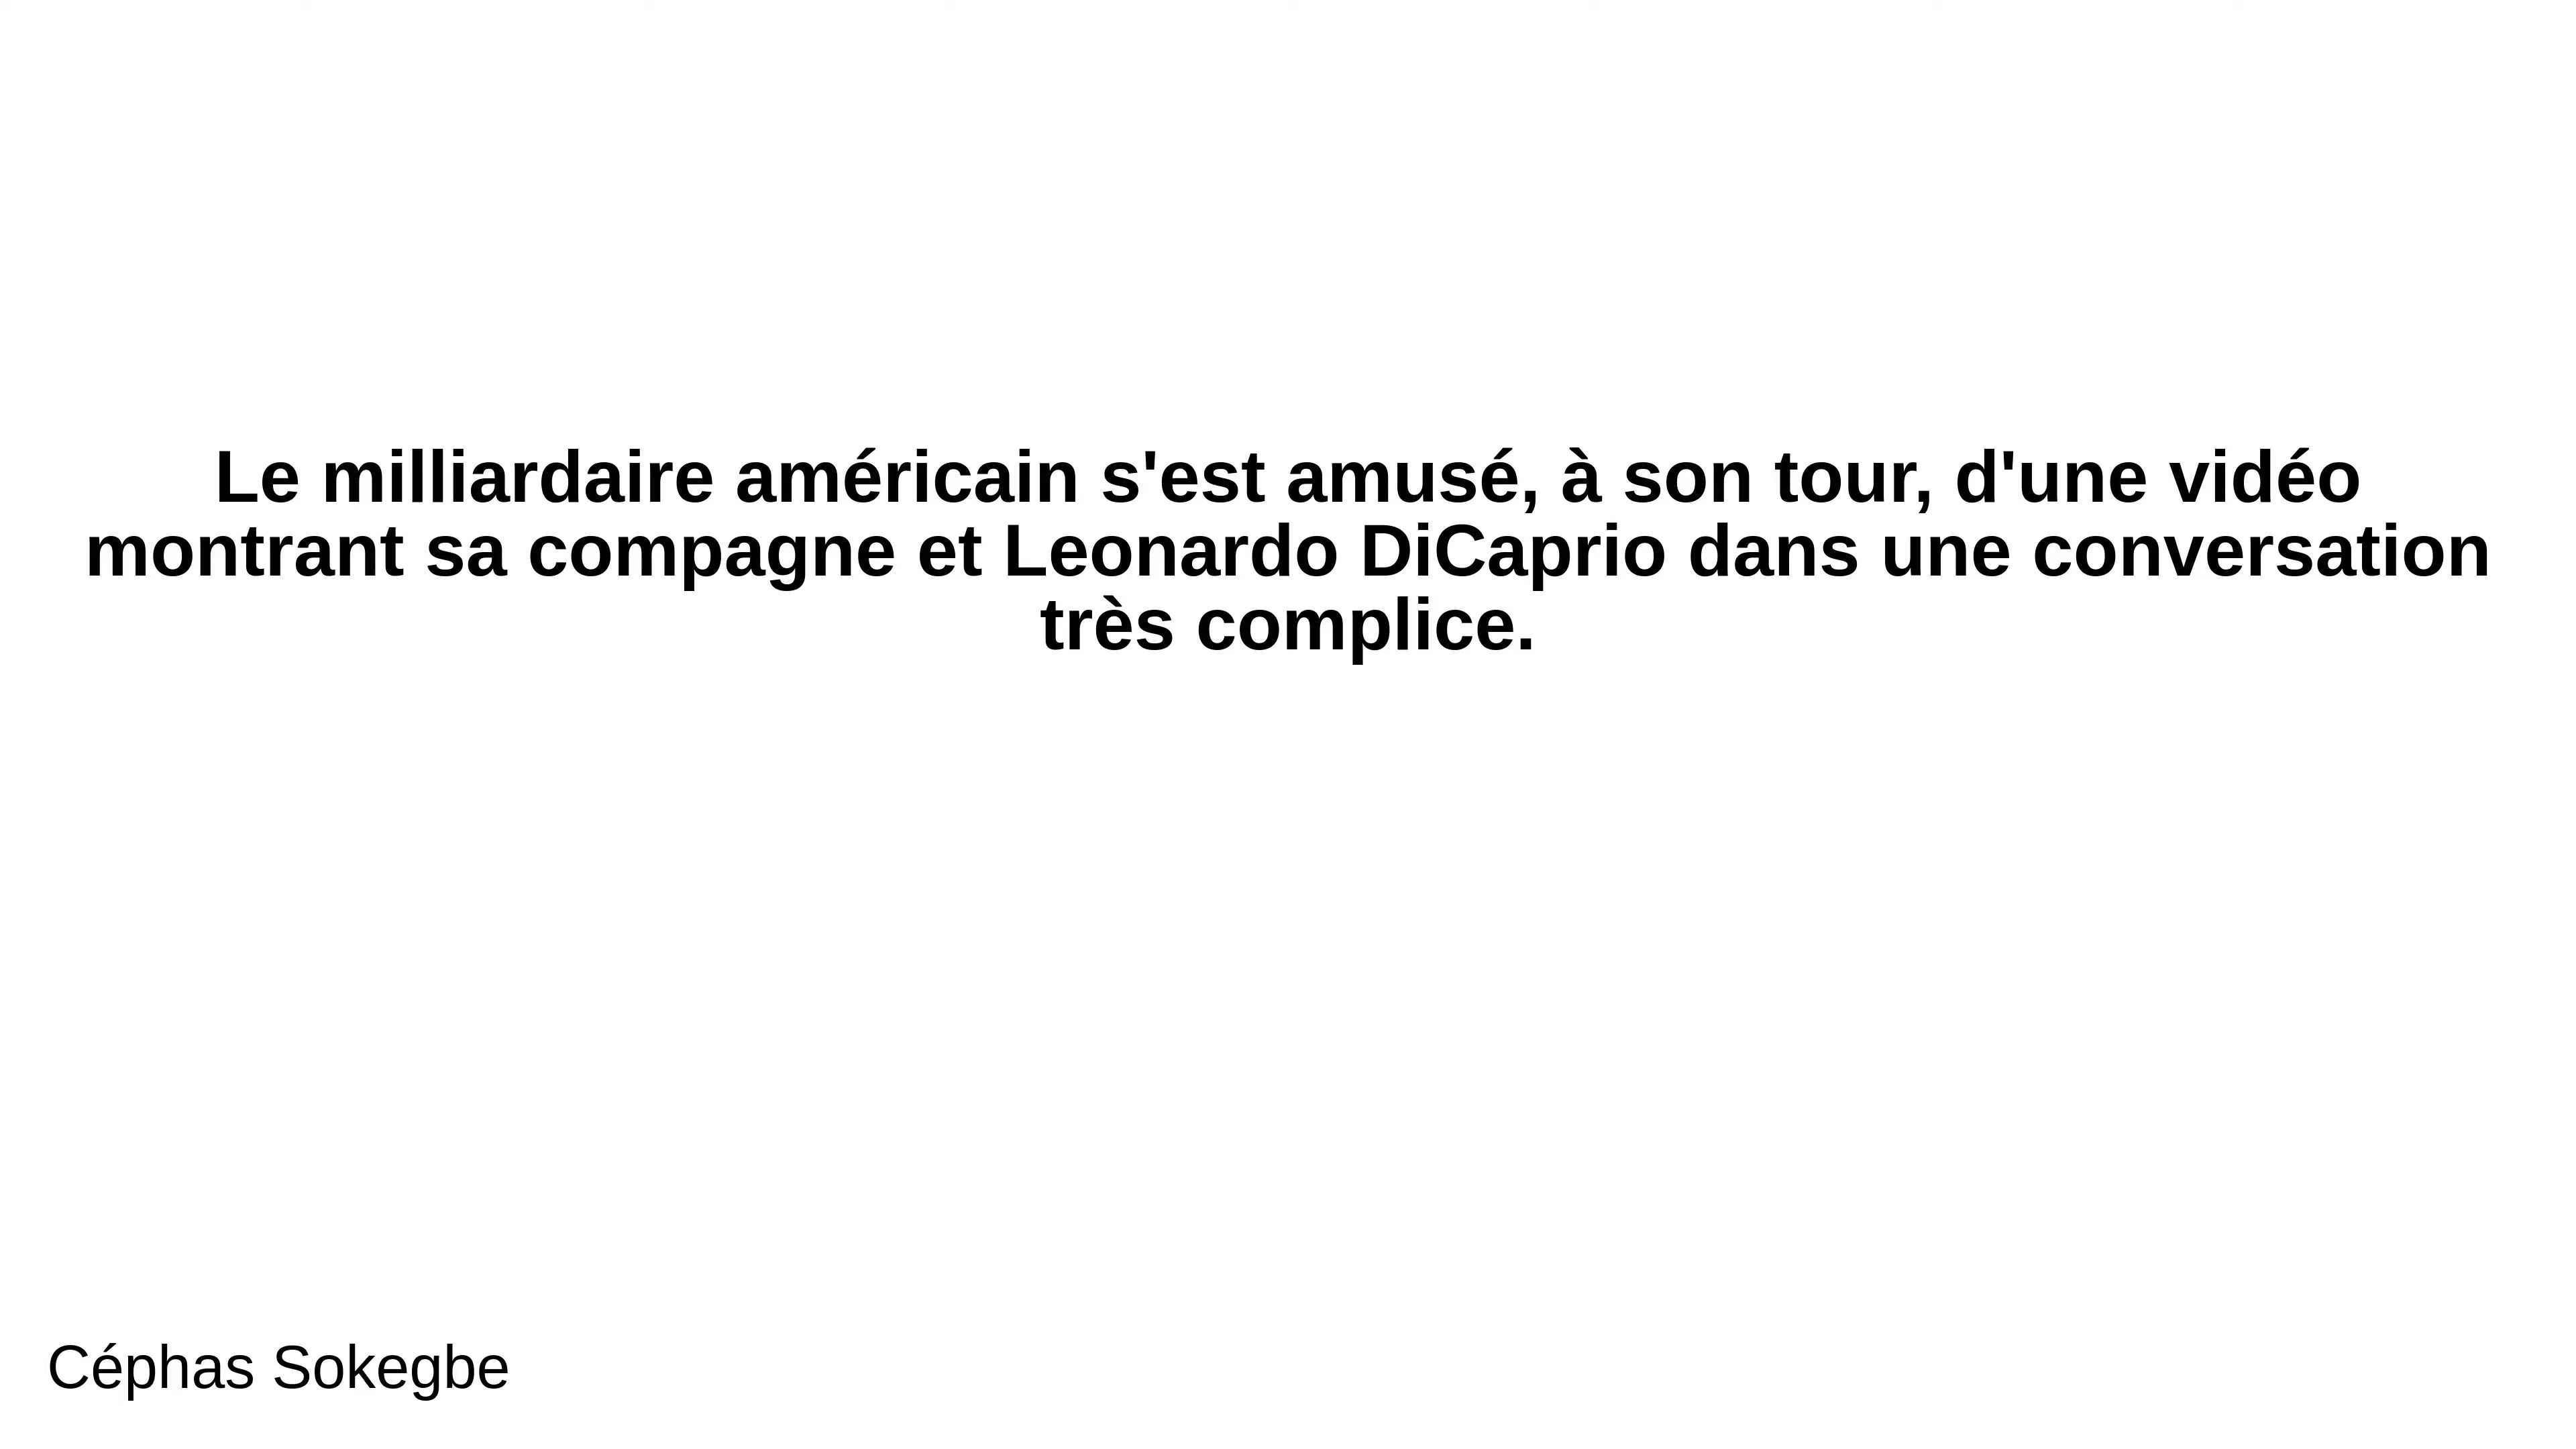 Le milliardaire américain s'est amusé, à son tour, d'une vidéo
montrant sa compagne et Leonardo DiCaprio dans une conversation
très complice.
Céphas Sokegbe